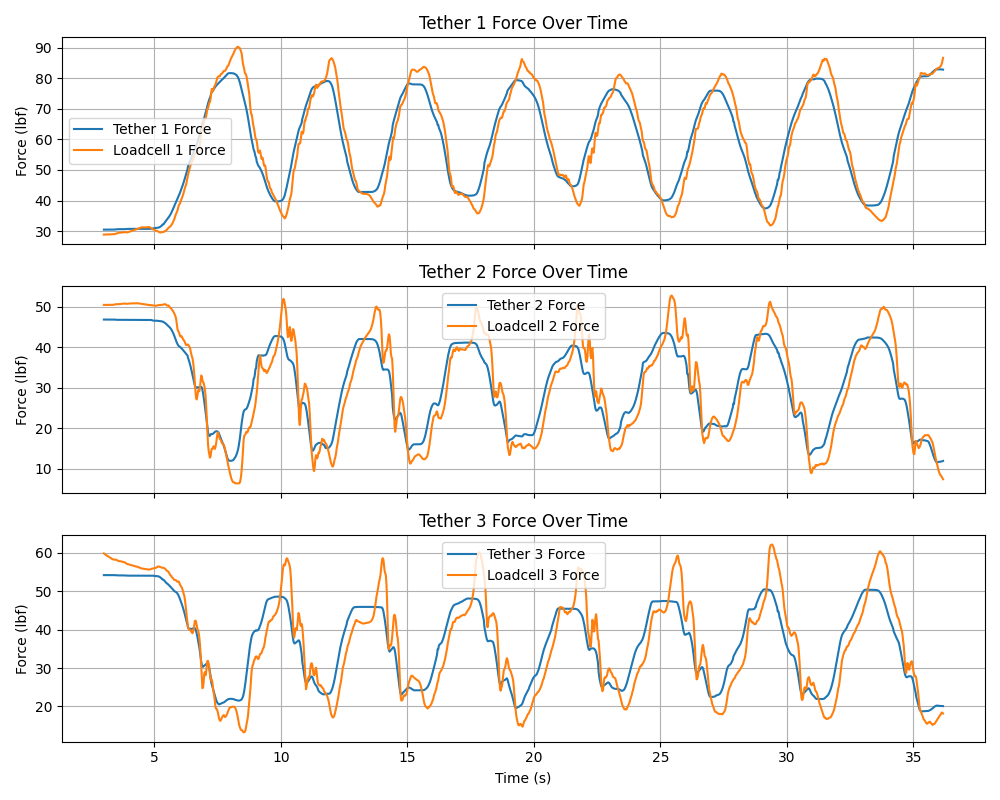 Tether 1 Force Over Time
90
80
70
60
50
40
30
Force (lbf)
Tether 1 Force
Loadcell 1 Force
Tether 2 Force Over Time
50
40
30
20
10
Force (lbf)
Tether 2 Force
Loadcell 2 Force
Tether 3 Force Over Time
60
50
40
30
20
Force (lbf)
Tether 3 Force
Loadcell 3 Force
5 10 15 20 25 30 35
Time (s)